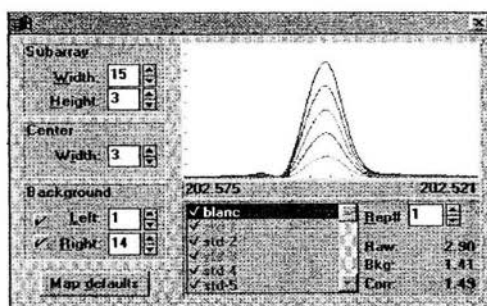 Subarray
Width: 15
Height: 3
Center
Width: 3
Background
Left: 1
Right: 14
Map defaults
202.575 202.521
blanc
std-2
std-4
std-5
Rep# 1
Raw: 2.90
Bkg: 1.41
Corr: 1.49